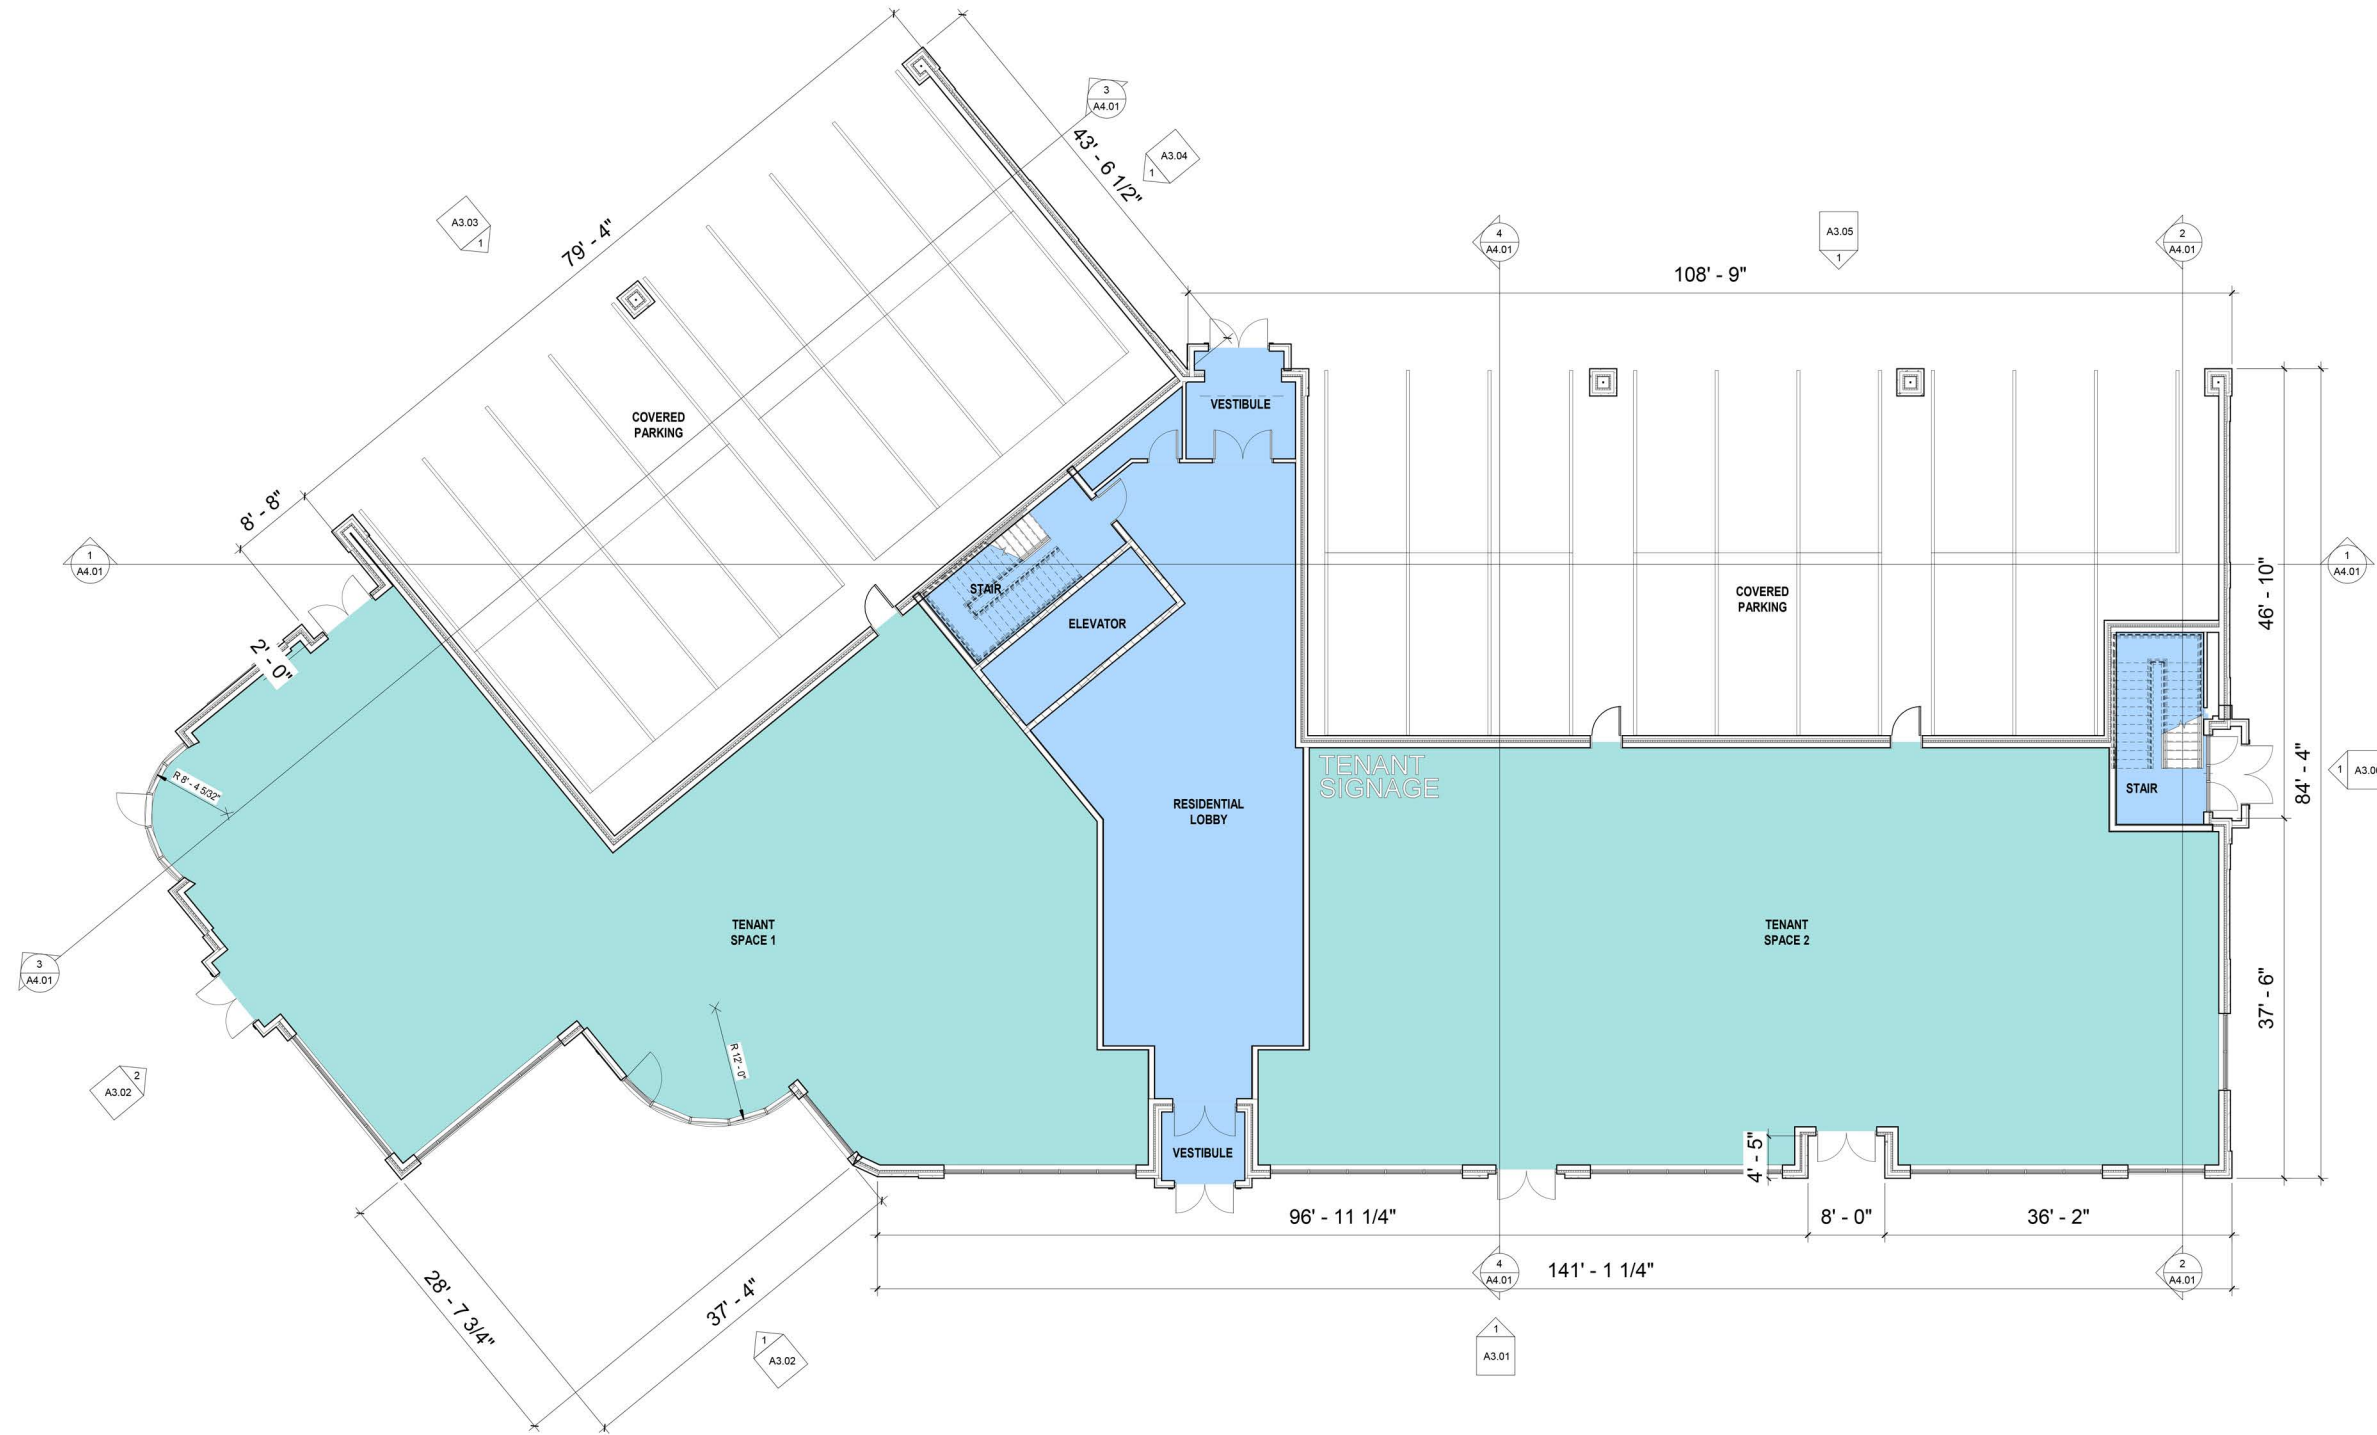 3
A4.01
43' - 6 1/2"
A3.04
1
A3.03
1
79' - 4"
4
A4.01
A3.05
1
2
A4.01
108' - 9"
COVERED
PARKING
VESTIBULE
8' - 8"
1
A4.01
STAIR
ELEVATOR
COVERED
PARKING
46' - 10"
1
A4.01
2' - 0"
R 8' - 4 5/32"
TENANT
SIGNAGE
RESIDENTIAL
LOBBY
STAIR
84' - 4"
1
TENANT
SPACE 1
TENANT
SPACE 2
3
A4.01
37' - 6"
R 12' - 0"
2
A3.02
VESTIBULE
4' - 5"
96' - 11 1/4"
8' - 0"
36' - 2"
28' - 7 3/4"
37' - 4"
4
A4.01
141' - 1 1/4"
2
A4.01
1
A3.02
1
A3.01